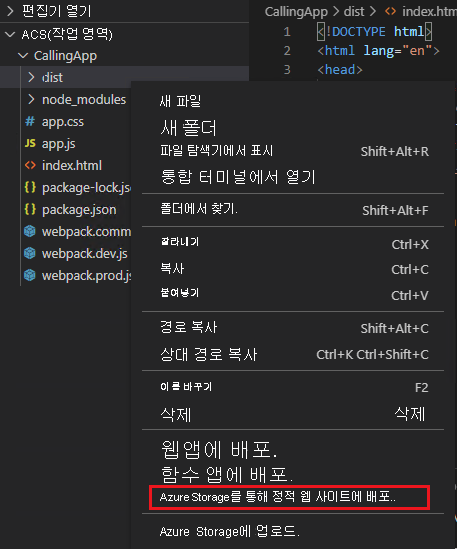 편집기 열기
ACS(작업 영역)
CallingApp
dist
node_modules
app.css
app.js
index.html
package-lock.js
package.json
webpack.comm
webpack.dev.js
webpack.prod.js
CallingApp > dist > <> index.htm
1 <!DOCTYPE html>
2 <html lang="en">
3 <head>
새 파일
새 폴더
파일 탐색기에서 표시 Shift+Alt+R
통합 터미널에서 열기
폴더에서 찾기. Shift+Alt+F
잘라내기 Ctrl+X
복사 Ctrl+C
붙여넣기 Ctrl+V
경로 복사 Shift+Alt+C
상대 경로 복사 Ctrl+K Ctrl+Shift+C
이름 바꾸기 F2
삭제 삭제
웹앱에 배포.
함수 앱에 배포.
Azure Storage를 통해 정적 웹 사이트에 배포..
Azure Storage에 업로드.